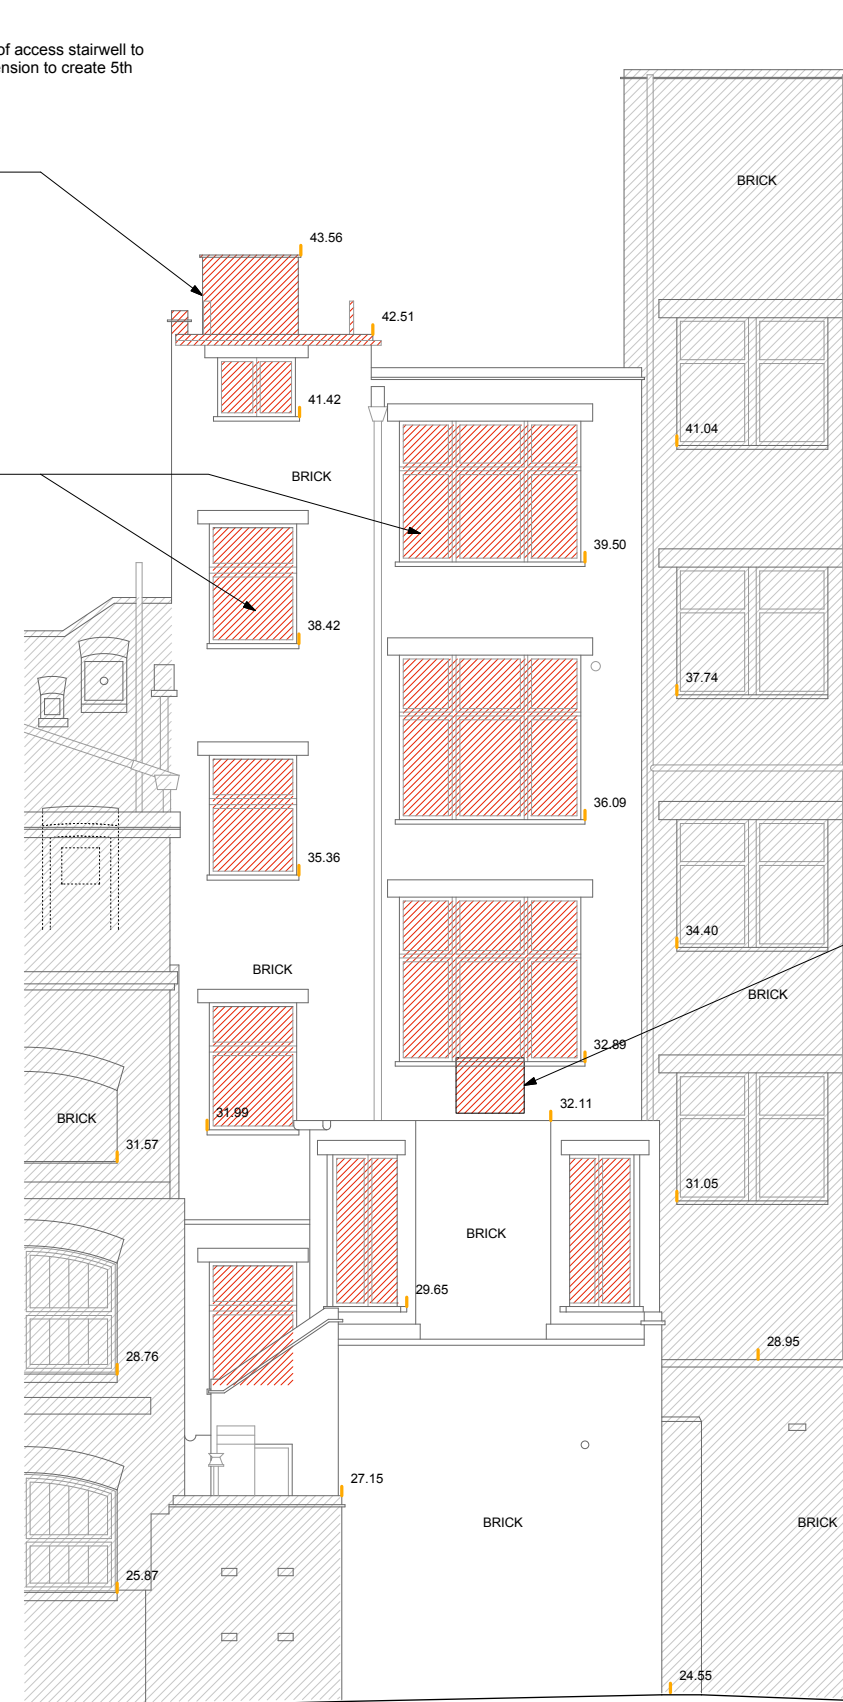 of access stairwell to
ension to create 5th
BRICK
43.56
42.51
41.42
41.04
BRICK
39.50
38.42
37.74
36.09
35.36
34.40
BRICK
BRICK
32.89
32.11
31.99
BRICK
31.57
31.05
BRICK
29.65
28.95
28.76
27.15
BRICK
BRICK
25.87
24.55